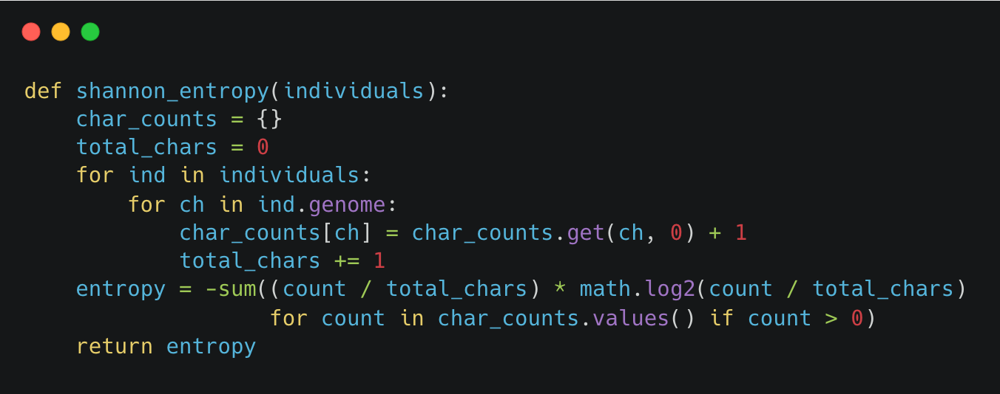 def shannon_entropy(individuals):
    char_counts = {}
    total_chars = 0
    for ind in individuals:
        for ch in ind.genome:
            char_counts[ch] = char_counts.get(ch, 0) + 1
            total_chars += 1
    entropy = -sum((count / total_chars) * math.log2(count / total_chars)
                   for count in char_counts.values() if count > 0)
    return entropy